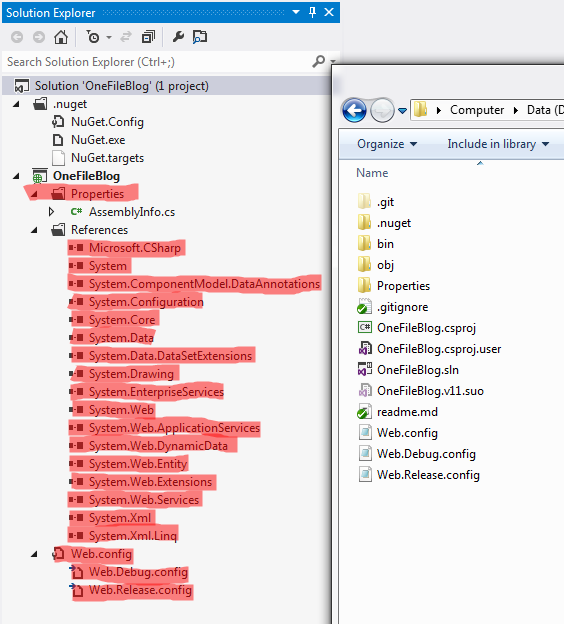 Solution Explorer
Search Solution Explorer (Ctrl+;)
Solution 'OneFileBlog' (1 project)
.nuget
NuGet.Config
NuGet.exe
NuGet.targets
OneFileBlog
Properties
C# AssemblyInfo.cs
References
Microsoft.CSharp
System
System.ComponentModel.DataAnnotations
System.Configuration
System.Core
System.Data
System.Data.DataSetExtensions
System.Drawing
System.EnterpriseServices
System.Web
System.Web.ApplicationServices
System.Web.DynamicData
System.Web.Entity
System.Web.Extensions
System.Web.Services
System.Xml
System.Xml.Linq
Web.config
Web.Debug.config
Web.Release.config
Computer Data (D
Organize Include in library
Name
.git
.nuget
bin
obj
Properties
.gitignore
C# OneFileBlog.csproj
OneFileBlog.csproj.user
OneFileBlog.sln
OneFileBlog.v11.suo
readme.md
Web.config
Web.Debug.config
Web.Release.config